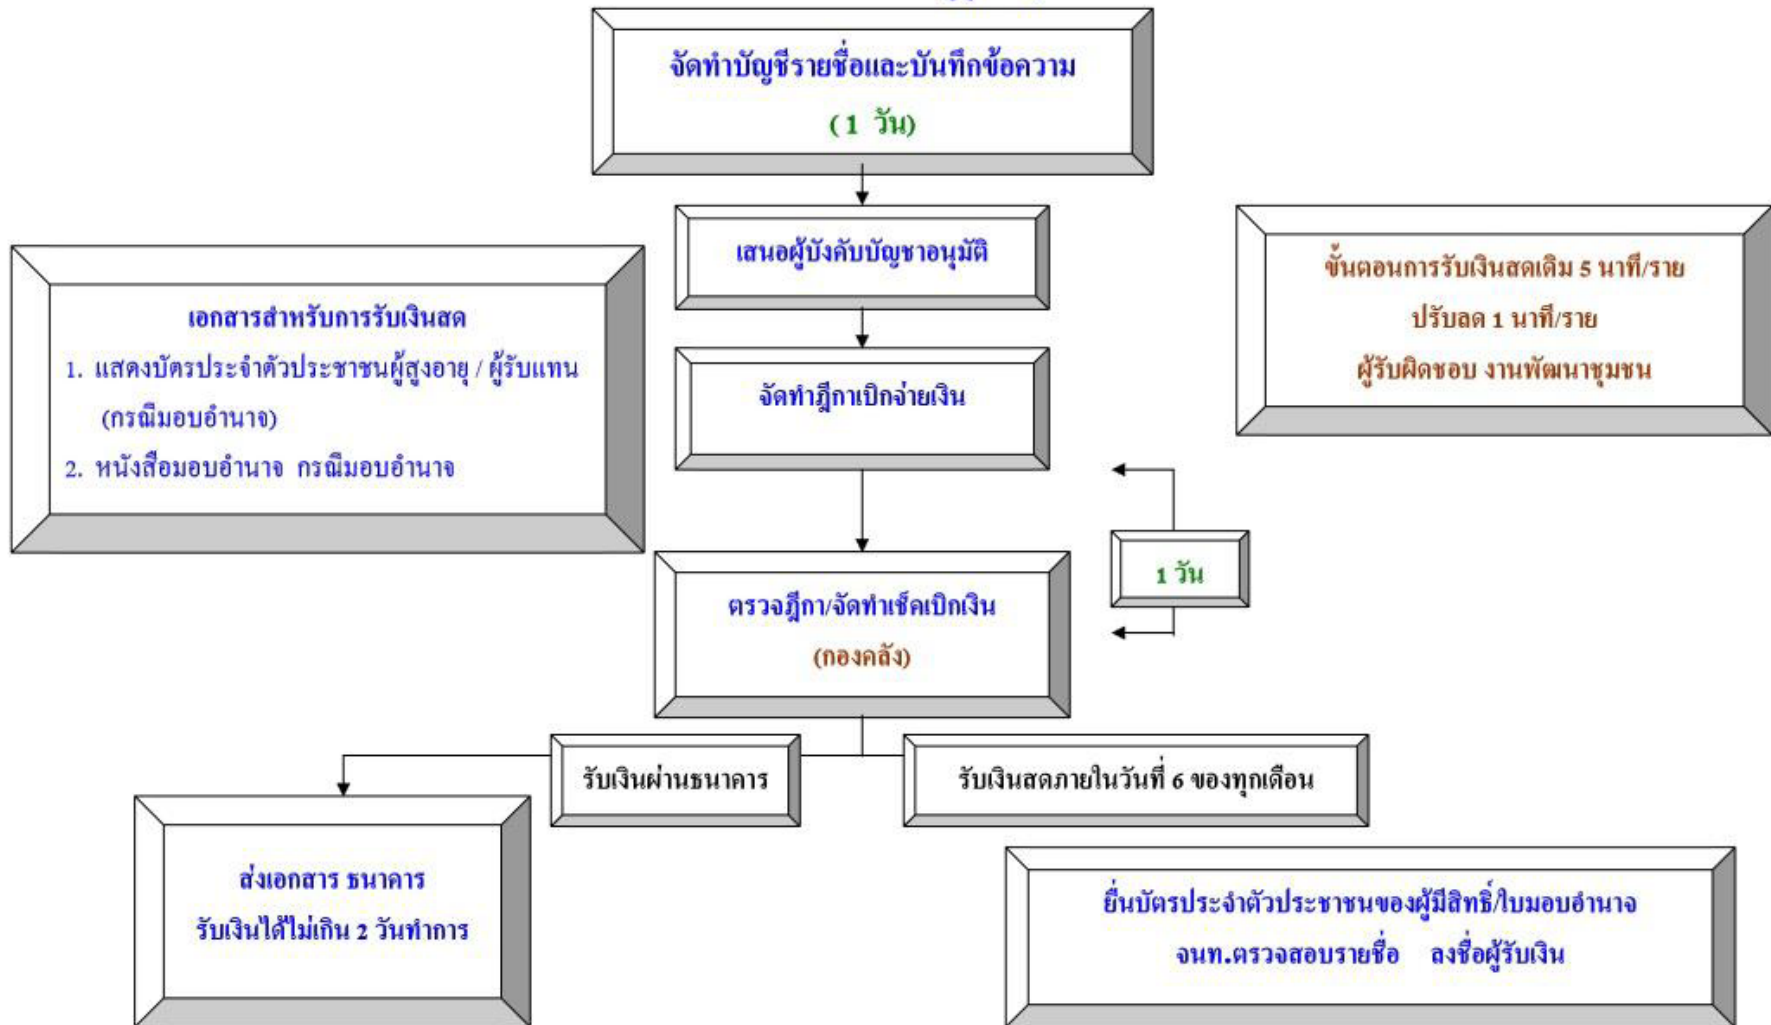 จัดทำบัญชีรายชื่อและบันทึกข้อความ
(1 วัน)
เสนอผู้บังคับบัญชาอนุมัติ
เอกสารสำหรับการรับเงินสด
1. แสดงบัตรประจำตัวประชาชนผู้สูงอายุ / ผู้รับแทน
(กรณีมอบอำนาจ)
2. หนังสือมอบอำนาจ กรณีมอบอำนาจ
ขั้นตอนการรับเงินสดเดิม 5 นาที/ราย
ปรับลด 1 นาที/ราย
ผู้รับผิดชอบ งานพัฒนาชุมชน
จัดทำฎีกาเบิกจ่ายเงิน
1 วัน
ตรวจฎีกา/จัดทำเช็คเบิกเงิน
(กองคลัง)
รับเงินผ่านธนาคาร
รับเงินสดภายในวันที่ 6 ของทุกเดือน
ส่งเอกสาร ธนาคาร
รับเงินได้ไม่เกิน 2 วันทำการ
ยื่นบัตรประจำตัวประชาชนของผู้มีสิทธิ์/ใบมอบอำนาจ
จนท.ตรวจสอบรายชื่อ ลงชื่อผู้รับเงิน